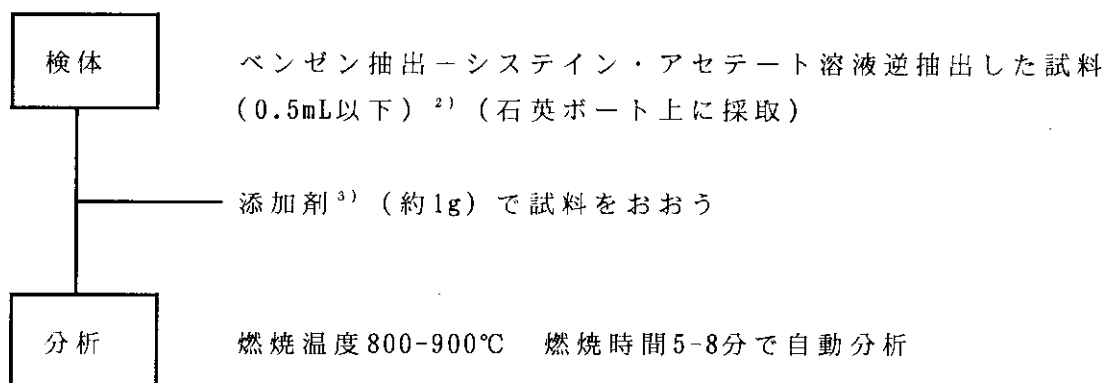 検体
ベンゼン抽出－システイン・アセテート溶液逆抽出した試料
(0.5mL以下) ²⁾ (石英ボート上に採取)
添加剤³⁾ (約1g) で試料をおおう
分析
燃焼温度800-900℃ 燃焼時間5-8分で自動分析